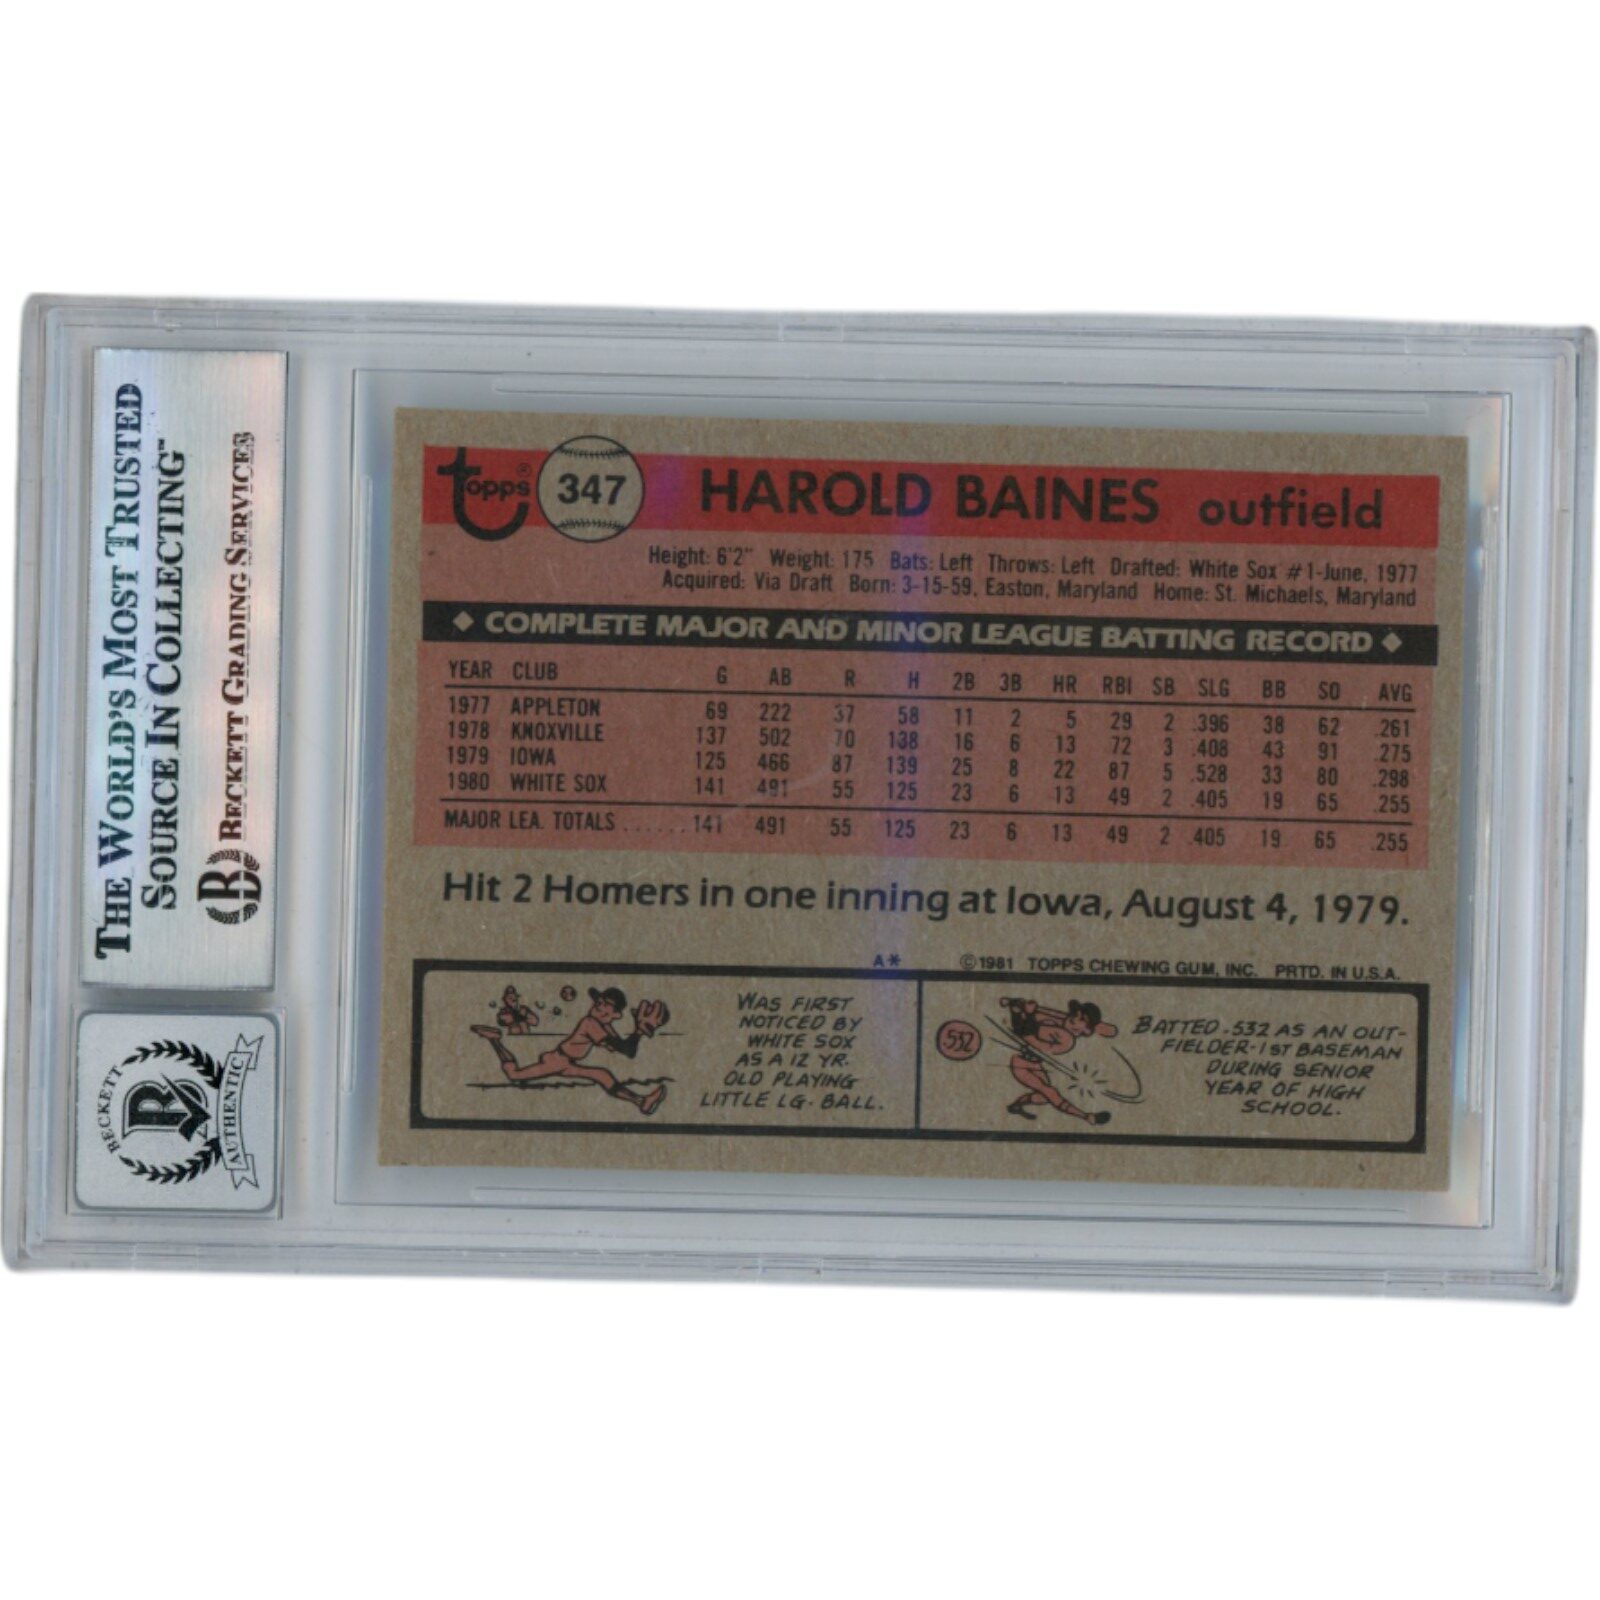 THE WORLD'S MOST TRUSTED
SOURCE IN COLLECTING™
BECKETT GRADING SERVICES
BECKETT
AUTHENTIC
topps® 347 HAROLD BAINES outfield
Height: 6'2" Weight: 175 Bats: Left Throws: Left Drafted: White Sox #1-June, 1977
Acquired: Via Draft Born: 3-15-59, Easton, Maryland Home: St. Michaels, Maryland
◆ COMPLETE MAJOR AND MINOR LEAGUE BATTING RECORD ◆
YEAR CLUB G AB R H 2B 3B HR RBI SB SLG BB SO AVG
1977 APPLETON 69 222 37 58 11 2 5 29 2 .396 38 62 .261
1978 KNOXVILLE 137 502 70 138 16 6 13 72 3 .408 43 91 .275
1979 IOWA 125 466 87 139 25 8 22 87 5 .528 33 80 .298
1980 WHITE SOX 141 491 55 125 23 6 13 49 2 .405 19 65 .255
MAJOR LEA. TOTALS ...... 141 491 55 125 23 6 13 49 2 .405 19 65 .255
Hit 2 Homers in one inning at Iowa, August 4, 1979.
A* ©1981 TOPPS CHEWING GUM, INC. PRTD. IN U.S.A.
WAS FIRST
NOTICED BY
WHITE SOX
AS A 12 YR.
OLD PLAYING
LITTLE LG. BALL.
.532
BATTED .532 AS AN OUT-
FIELDER-1ST BASEMAN
DURING SENIOR
YEAR OF HIGH
SCHOOL.